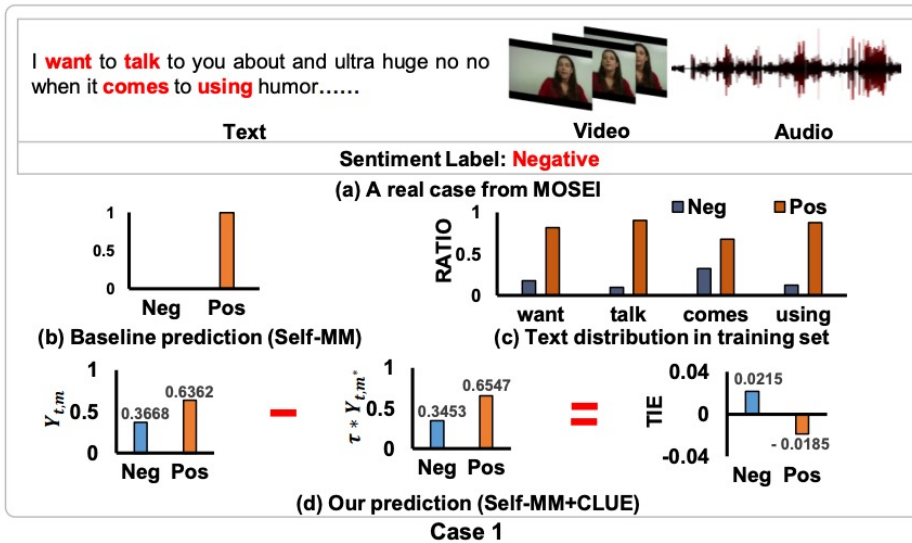 I want to talk to you about and ultra huge no no
when it comes to using humor......
Text
Video
Audio
Sentiment Label: Negative
(a) A real case from MOSEI
1
0.5
0
Neg
Pos
(b) Baseline prediction (Self-MM)
Neg
Pos
RATIO
1
0.5
0
want
talk
comes
using
(c) Text distribution in training set
Y_{t,m}
1
0.5
0
0.3668
0.6362
Neg Pos
−
τ * Y_{t,m*}
1
0.5
0
0.3453
0.6547
Neg Pos
=
TIE
0.04
0
-0.04
0.0215
- 0.0185
Neg Pos
(d) Our prediction (Self-MM+CLUE)
Case 1